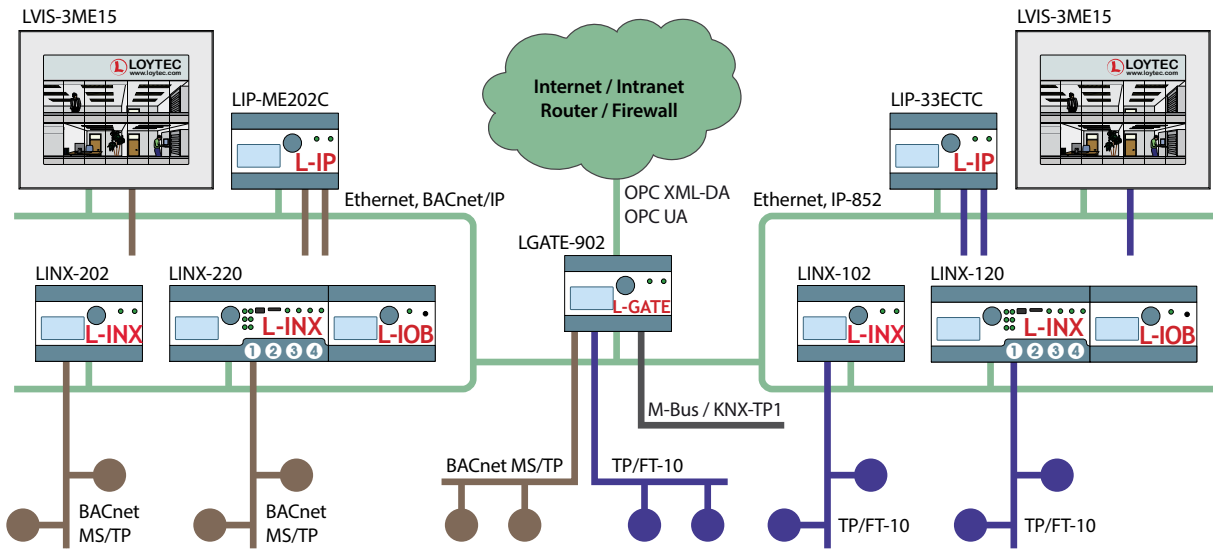 LVIS-3ME15
LOYTEC
www.loytec.com
LIP-ME202C
L-IP
Ethernet, BACnet/IP
Internet / Intranet
Router / Firewall
OPC XML-DA
OPC UA
LIP-33ECTC
L-IP
Ethernet, IP-852
LVIS-3ME15
LOYTEC
www.loytec.com
LINX-202
L-INX
LINX-220
L-INX
1 2 3 4
L-IOB
LGATE-902
L-GATE
LINX-102
L-INX
LINX-120
L-INX
1 2 3 4
L-IOB
M-Bus / KNX-TP1
BACnet
MS/TP
BACnet
MS/TP
BACnet MS/TP
TP/FT-10
TP/FT-10
TP/FT-10